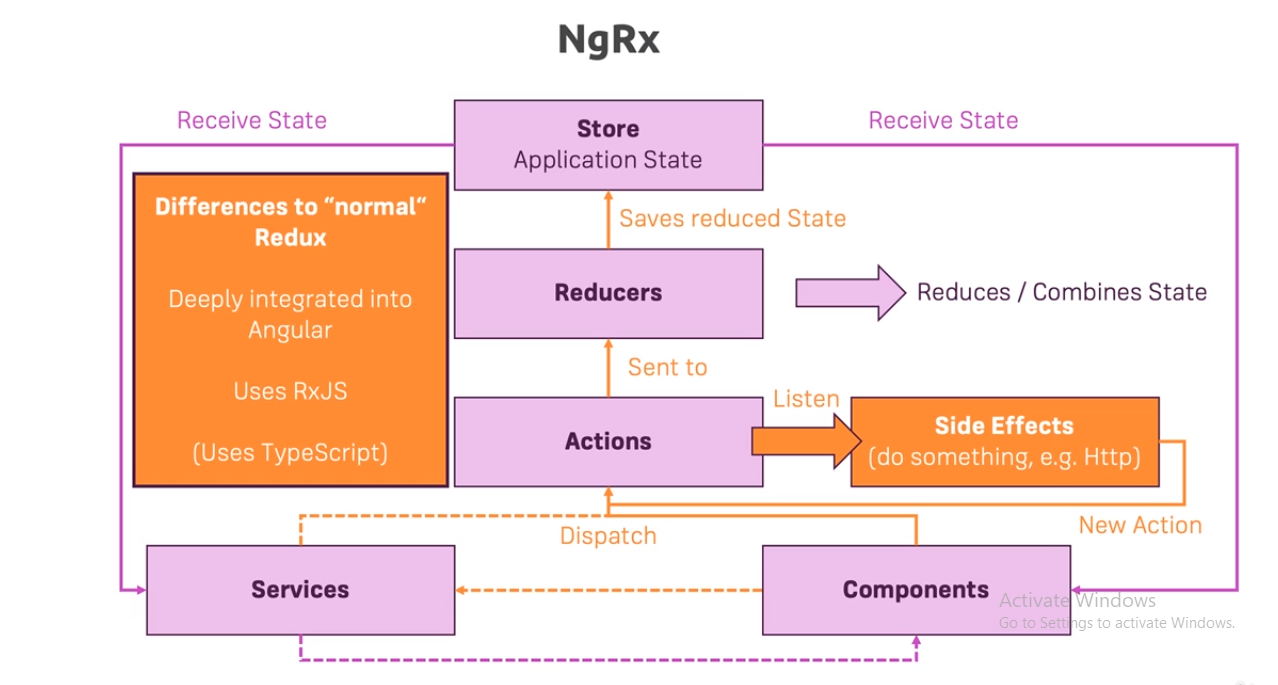 NgRx
Receive State
Store
Application State
Receive State
Differences to “normal“
Redux
Deeply integrated into
Angular
Uses RxJS
(Uses TypeScript)
Saves reduced State
Reducers
Reduces / Combines State
Sent to
Actions
Listen
Side Effects
(do something, e.g. Http)
Dispatch
New Action
Services
Components
Activate Windows
Go to Settings to activate Windows.